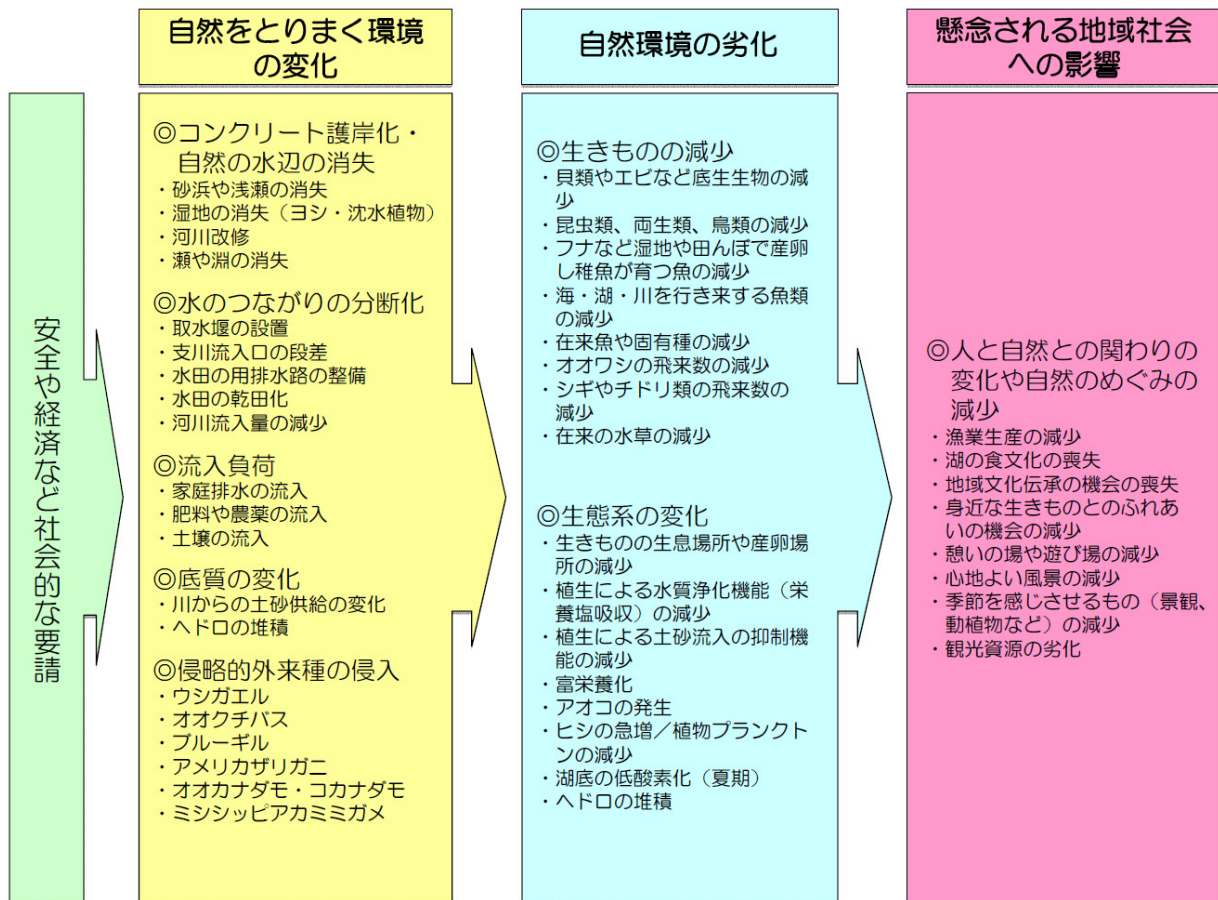 自然をとりまく環境
の変化
自然環境の劣化
懸念される地域社会
への影響
安全や経済など社会的な要請
◎コンクリート護岸化・
自然の水辺の消失
・砂浜や浅瀬の消失
・湿地の消失（ヨシ・沈水植物）
・河川改修
・瀬や淵の消失
◎水のつながりの分断化
・取水堰の設置
・支川流入口の段差
・水田の用排水路の整備
・水田の乾田化
・河川流入量の減少
◎流入負荷
・家庭排水の流入
・肥料や農薬の流入
・土壌の流入
◎底質の変化
・川からの土砂供給の変化
・ヘドロの堆積
◎侵略的外来種の侵入
・ウシガエル
・オオクチバス
・ブルーギル
・アメリカザリガニ
・オオカナダモ・コカナダモ
・ミシシッピアカミミガメ
◎生きものの減少
・貝類やエビなど底生生物の減
少
・昆虫類、両生類、鳥類の減少
・フナなど湿地や田んぼで産卵
し稚魚が育つ魚の減少
・海・湖・川を行き来する魚類
の減少
・在来魚や固有種の減少
・オオワシの飛来数の減少
・シギやチドリ類の飛来数の
減少
・在来の水草の減少
◎生態系の変化
・生きものの生息場所や産卵場
所の減少
・植生による水質浄化機能（栄
養塩吸収）の減少
・植生による土砂流入の抑制機
能の減少
・富栄養化
・アオコの発生
・ヒシの急増／植物プランクト
ンの減少
・湖底の低酸素化（夏期）
・ヘドロの堆積
◎人と自然との関わりの
変化や自然のめぐみの
減少
・漁業生産の減少
・湖の食文化の喪失
・地域文化伝承の機会の喪失
・身近な生きものとのふれあ
いの機会の減少
・憩いの場や遊び場の減少
・心地よい風景の減少
・季節を感じさせるもの（景観、
動植物など）の減少
・観光資源の劣化